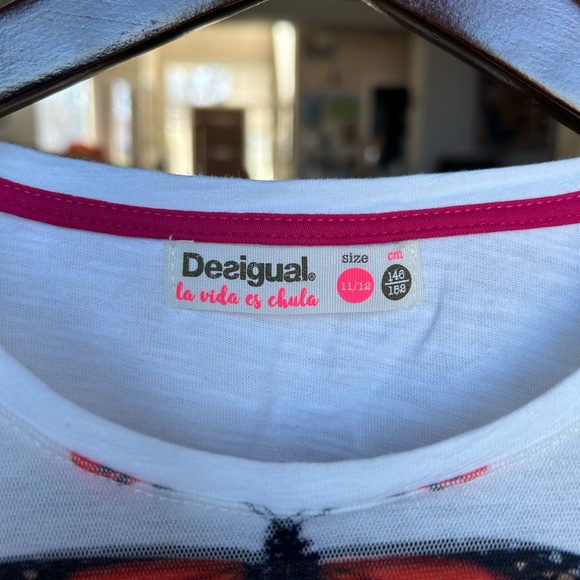 Desigual®
la vida es chula
size
11/12
cm
146
152